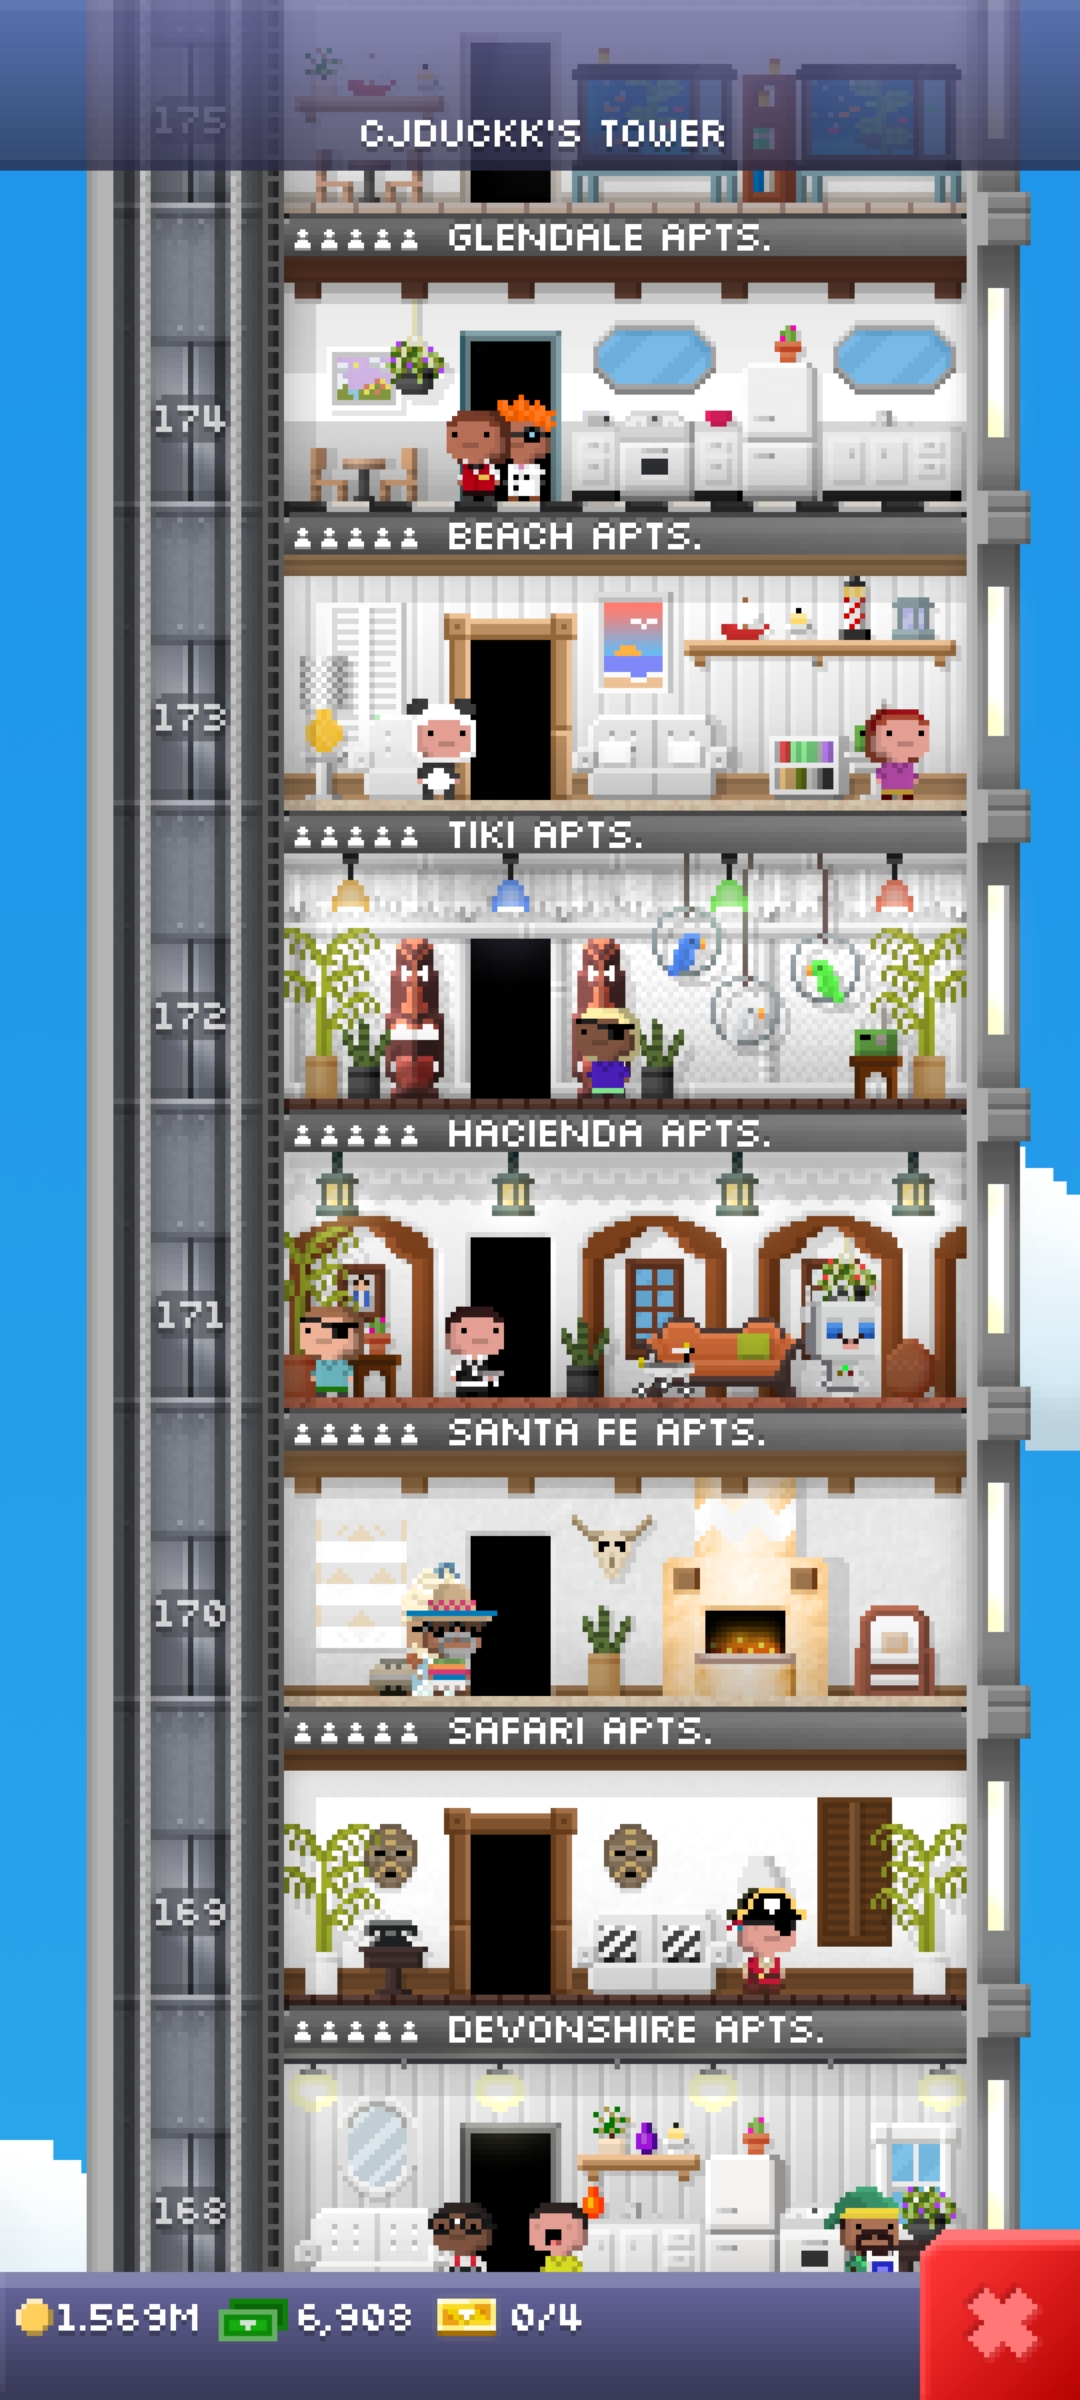 175
CJDUCKK'S TOWER
GLENDALE APTS.
174
BEACH APTS.
173
TIKI APTS.
172
HACIENDA APTS.
171
SANTA FE APTS.
170
SAFARI APTS.
169
DEVONSHIRE APTS.
168
1.569M 6,908 0/4